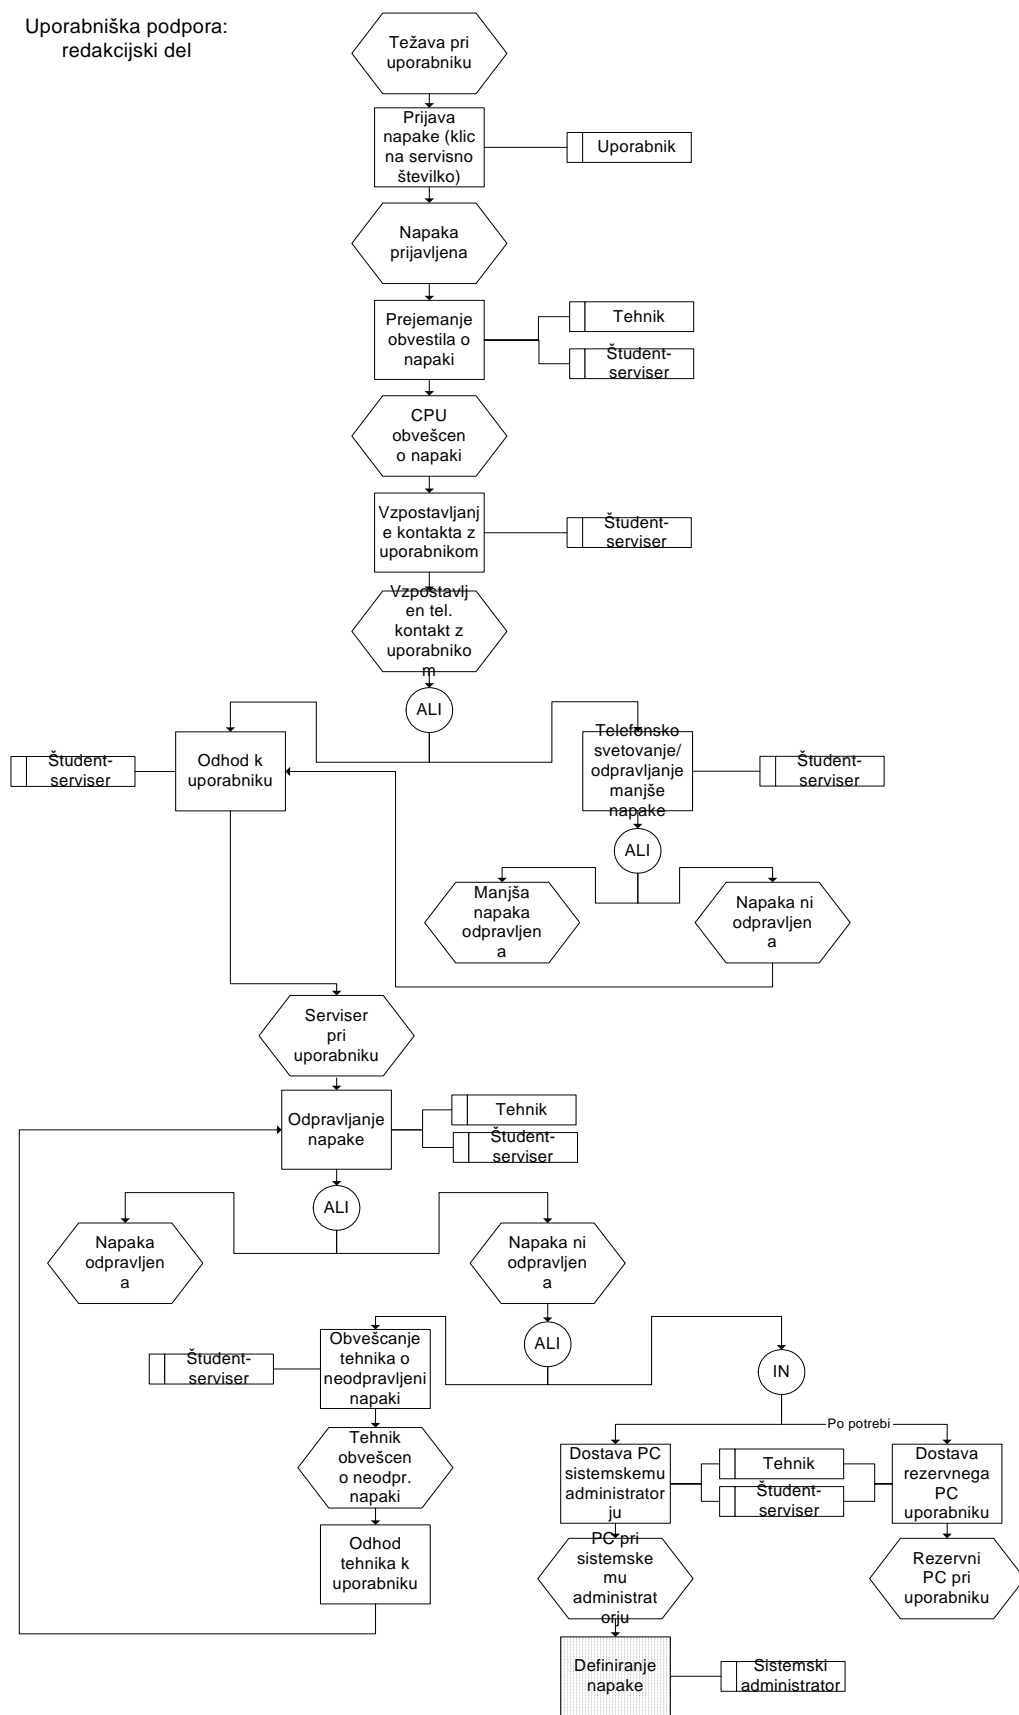 Uporabniška podpora:
redakcijski del
Težava pri
uporabniku
Prijava
napake (klic
na servisno
številko)
Uporabnik
Napaka
prijavljena
Prejemanje
obvestila o
napaki
Tehnik
Študent-
serviser
CPU
obvešcen
o napaki
Vzpostavljanj
e kontakta z
uporabnikom
Študent-
serviser
Vzpostavlj
en tel.
kontakt z
uporabniko
m
ALI
Študent-
serviser
Odhod k
uporabniku
Telefonsko
svetovanje/
odpravljanje
manjše
napake
Študent-
serviser
ALI
Manjša
napaka
odpravljen
a
Napaka ni
odpravljen
a
Serviser
pri
uporabniku
Odpravljanje
napake
Tehnik
Študent-
serviser
ALI
Napaka
odpravljen
a
Napaka ni
odpravljen
a
ALI
Študent-
serviser
Obvešcanje
tehnika o
neodpravljeni
napaki
IN
Po potrebi
Tehnik
obvešcen
o neodpr.
napaki
Dostava PC
sistemskemu
administrator
ju
Tehnik
Študent-
serviser
Dostava
rezervnega
PC
uporabniku
Odhod
tehnika k
uporabniku
PC pri
sistemske
mu
administrat
orju
Rezervni
PC pri
uporabniku
Definiranje
napake
Sistemski
administrator